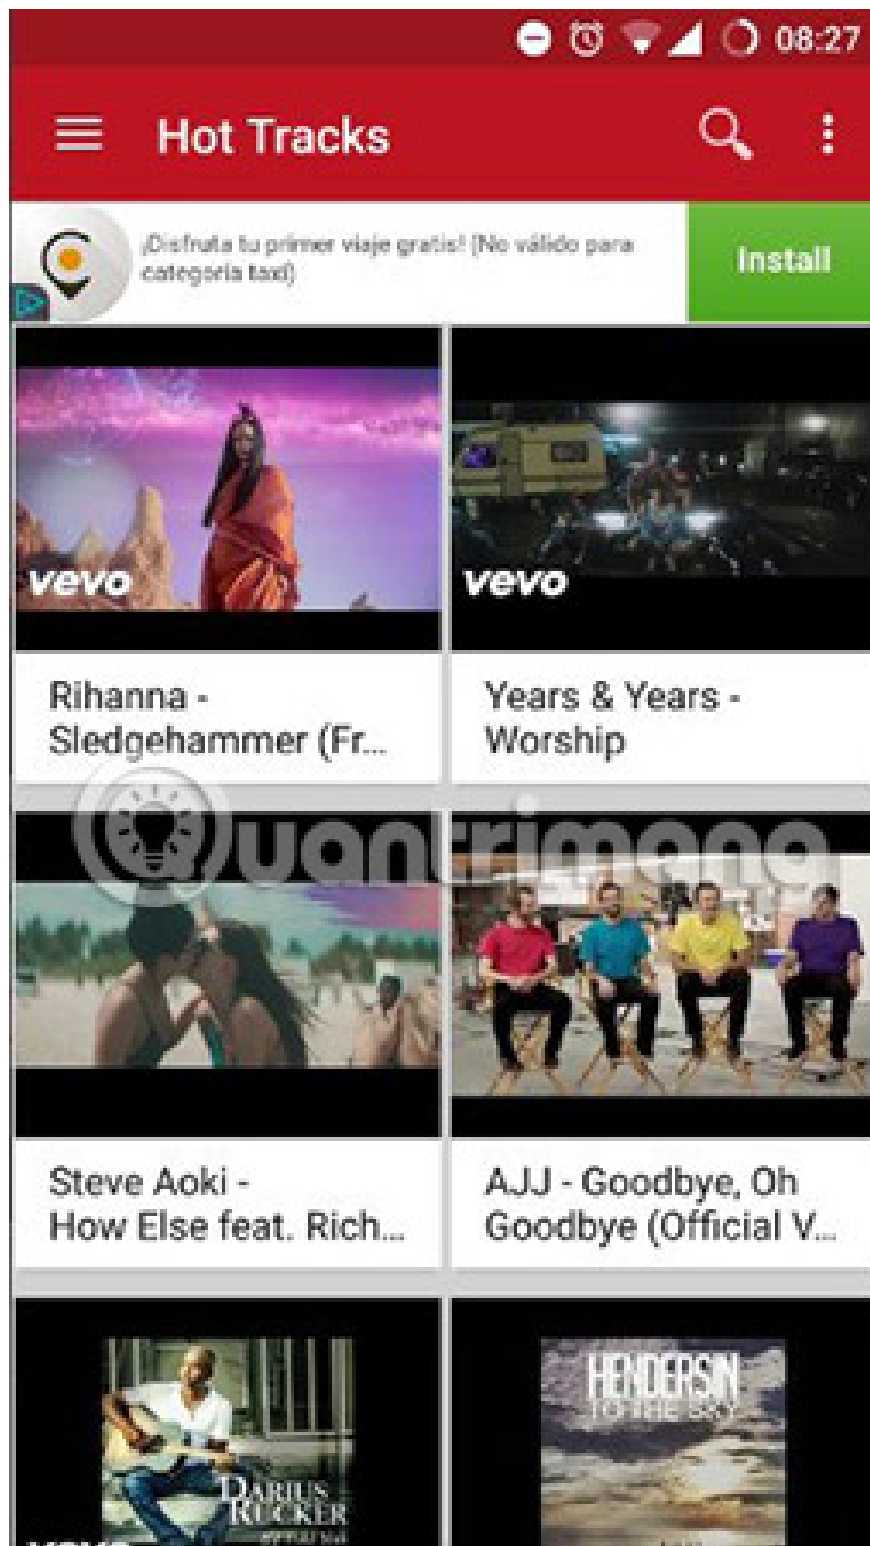 08:27
Hot Tracks
¡Disfruta tu primer viaje gratis! (No válido para
categoría taxi)
Install
vevo
vevo
Rihanna -
Sledgehammer (Fr...
Years & Years -
Worship
uantrimang
Steve Aoki -
How Else feat. Rich...
AJJ - Goodbye, Oh
Goodbye (Official V...
DARIUS
RUCKER
HENDERSIN
TO THE SKY